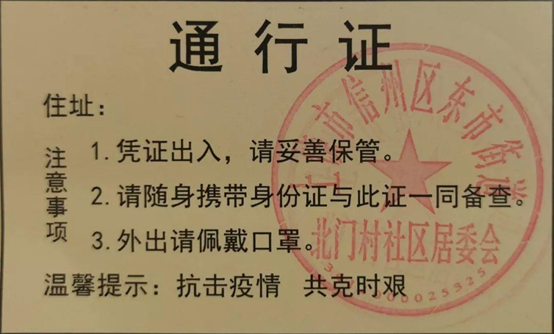 通行证
住址：
注意事项
1.凭证出入，请妥善保管。
2.请随身携带身份证与此证一同备查。
3.外出请佩戴口罩。
温馨提示：抗击疫情 共克时艰
市信州区东市街道
北门村社区居委会